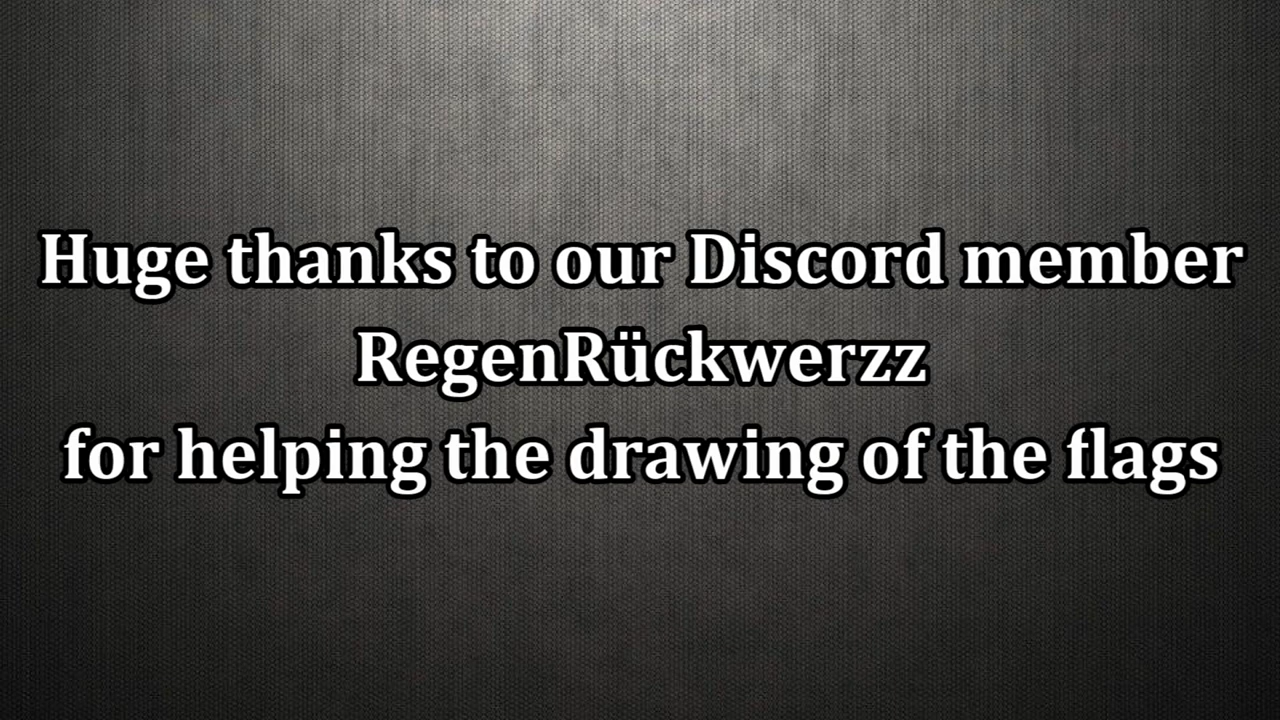 Huge thanks to our Discord member
RegenRückwerzz
for helping the drawing of the flags